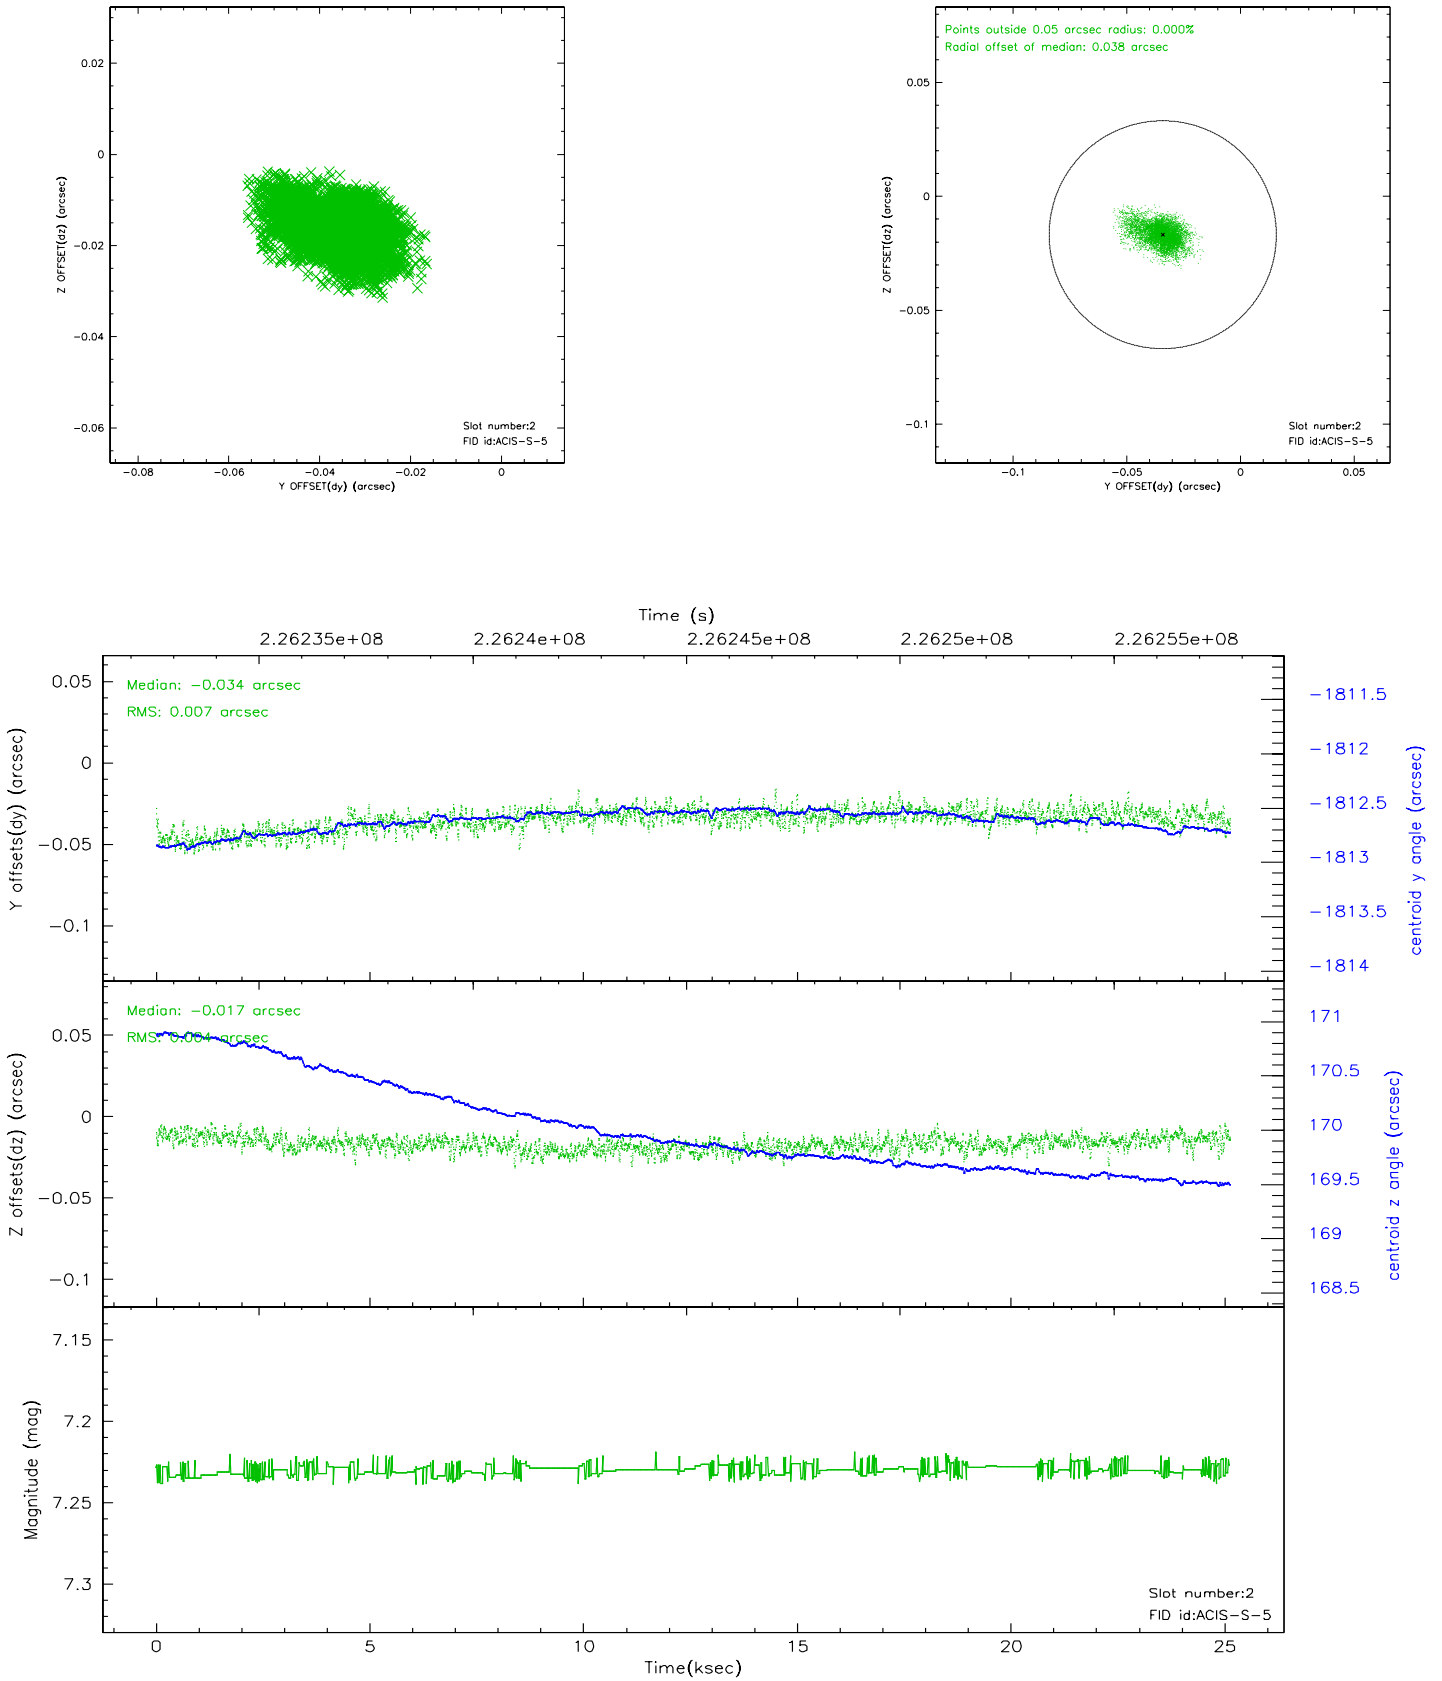 0.02
0
−0.02
−0.04
−0.06
Z OFFSET(dz) (arcsec)
Slot number:2
FID id:ACIS−S−5
−0.08 −0.06 −0.04 −0.02 0
Y OFFSET(dy) (arcsec)
Points outside 0.05 arcsec radius: 0.000%
Radial offset of median: 0.038 arcsec
0.05
0
−0.05
−0.1
Z OFFSET(dz) (arcsec)
Slot number:2
FID id:ACIS−S−5
−0.1 −0.05 0 0.05
Y OFFSET(dy) (arcsec)
Time (s)
2.26235e+08 2.2624e+08 2.26245e+08 2.2625e+08 2.26255e+08
Median: −0.034 arcsec
RMS: 0.007 arcsec
0.05
0
−0.05
−0.1
Y offsets(dy) (arcsec)
−1811.5
−1812
−1812.5
−1813
−1813.5
−1814
centroid y angle (arcsec)
Median: −0.017 arcsec
RMS: 0.004 arcsec
0.05
0
−0.05
−0.1
Z offsets(dz) (arcsec)
171
170.5
170
169.5
169
168.5
centroid z angle (arcsec)
7.15
7.2
7.25
7.3
Magnitude (mag)
Slot number:2
FID id:ACIS−S−5
0 5 10 15 20 25
Time(ksec)